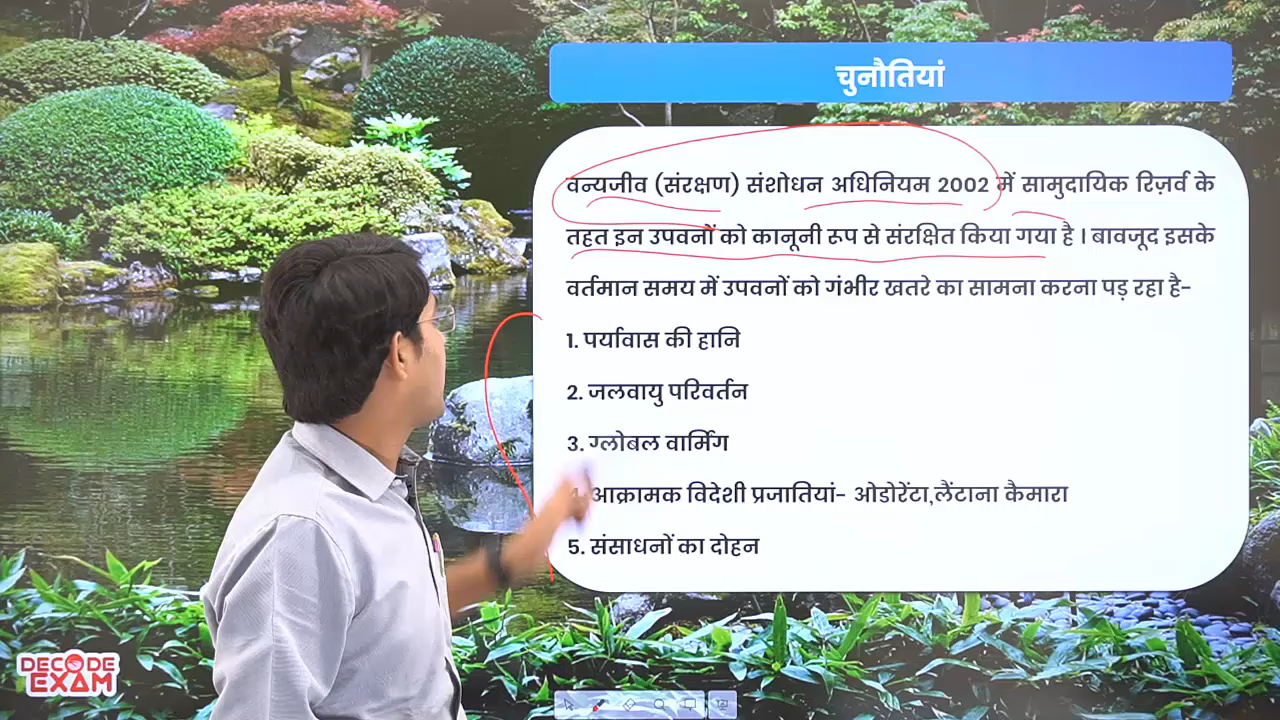 चुनौतियां
वन्यजीव (संरक्षण) संशोधन अधिनियम 2002 में सामुदायिक रिज़र्व के
तहत इन उपवनों को कानूनी रूप से संरक्षित किया गया है । बावजूद इसके
वर्तमान समय में उपवनों को गंभीर खतरे का सामना करना पड़ रहा है-
1. पर्यावास की हानि
2. जलवायु परिवर्तन
3. ग्लोबल वार्मिंग
आक्रामक विदेशी प्रजातियां- ओडोरेंटा,लैंटाना कैमारा
5. संसाधनों का दोहन
DECODE
EXAM